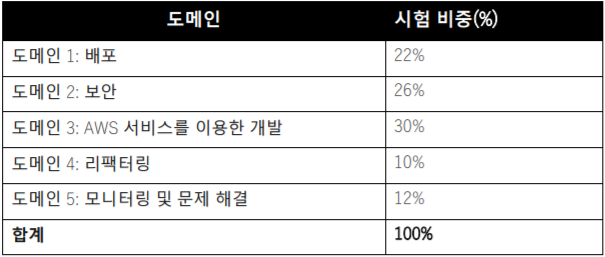 도메인 시험 비중(%)
도메인 1: 배포 22%
도메인 2: 보안 26%
도메인 3: AWS 서비스를 이용한 개발 30%
도메인 4: 리팩터링 10%
도메인 5: 모니터링 및 문제 해결 12%
합계 100%